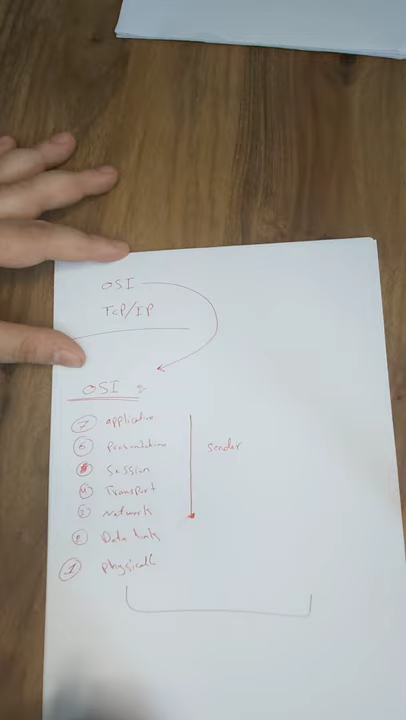 OSI
TCP/IP
OSI :
7 application
6 Presentation
5 Session
4 Transport
3 Network
2 Data link
1 physical
sender